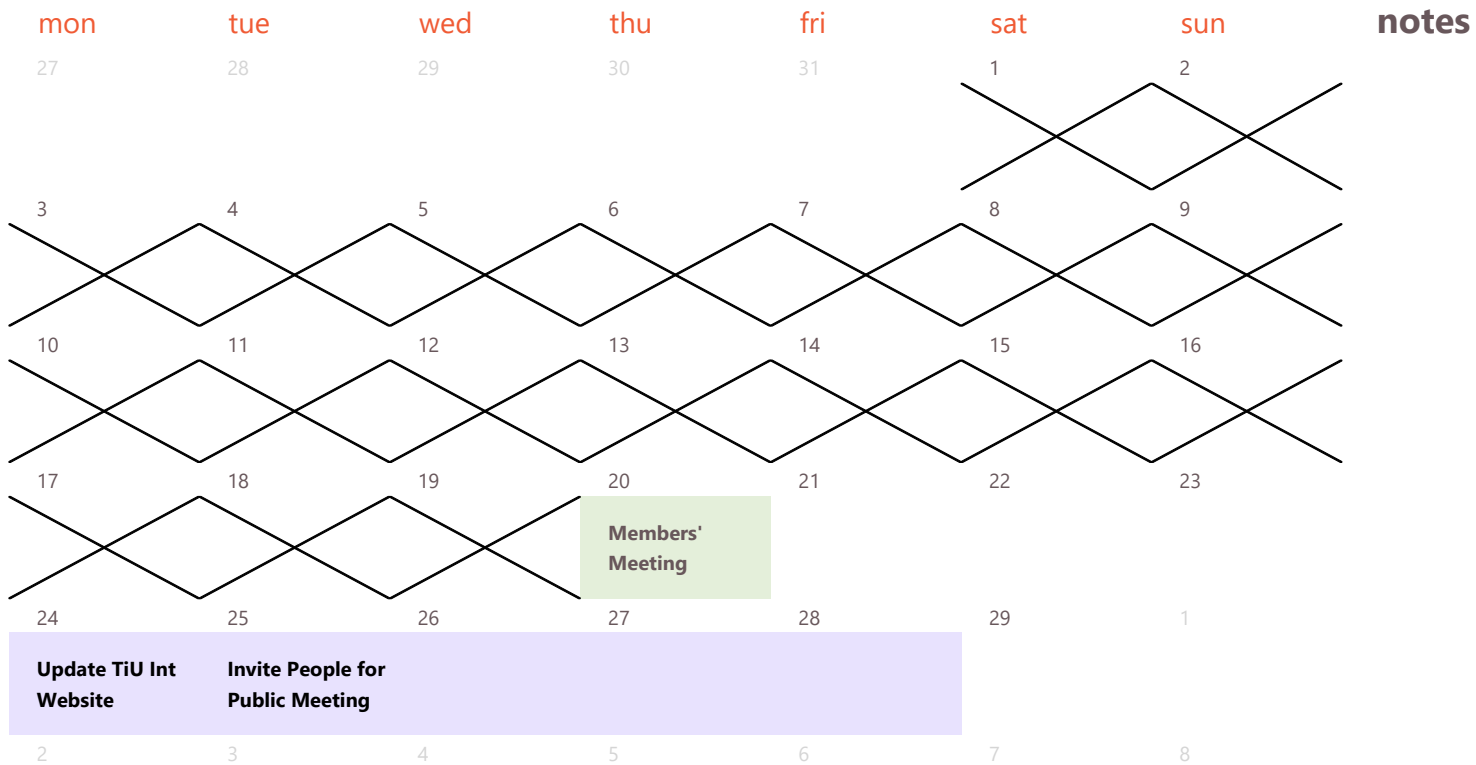 mon tue wed thu fri sat sun notes
27 28 29 30 31 1 2
3 4 5 6 7 8 9
10 11 12 13 14 15 16
17 18 19 20 21 22 23
Members'
Meeting
24 25 26 27 28 29 1
Update TiU Int Invite People for
Website Public Meeting
2 3 4 5 6 7 8